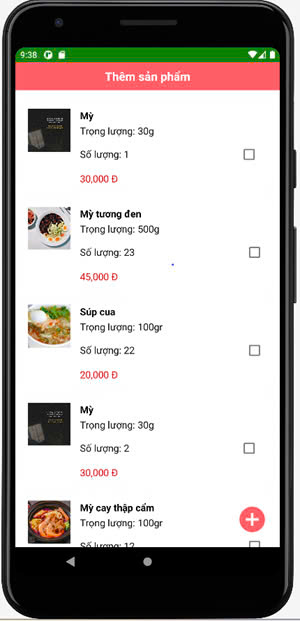 9:38
Thêm sản phẩm
Mỳ
Trọng lượng: 30g
Số lượng: 1
30,000 Đ
Mỳ tương đen
Trọng lượng: 500g
Số lượng: 23
45,000 Đ
Súp cua
Trọng lượng: 100gr
Số lượng: 22
20,000 Đ
Mỳ
Trọng lượng: 30g
Số lượng: 2
30,000 Đ
Mỳ cay thập cẩm
Trọng lượng: 100gr
Số lượng: 12